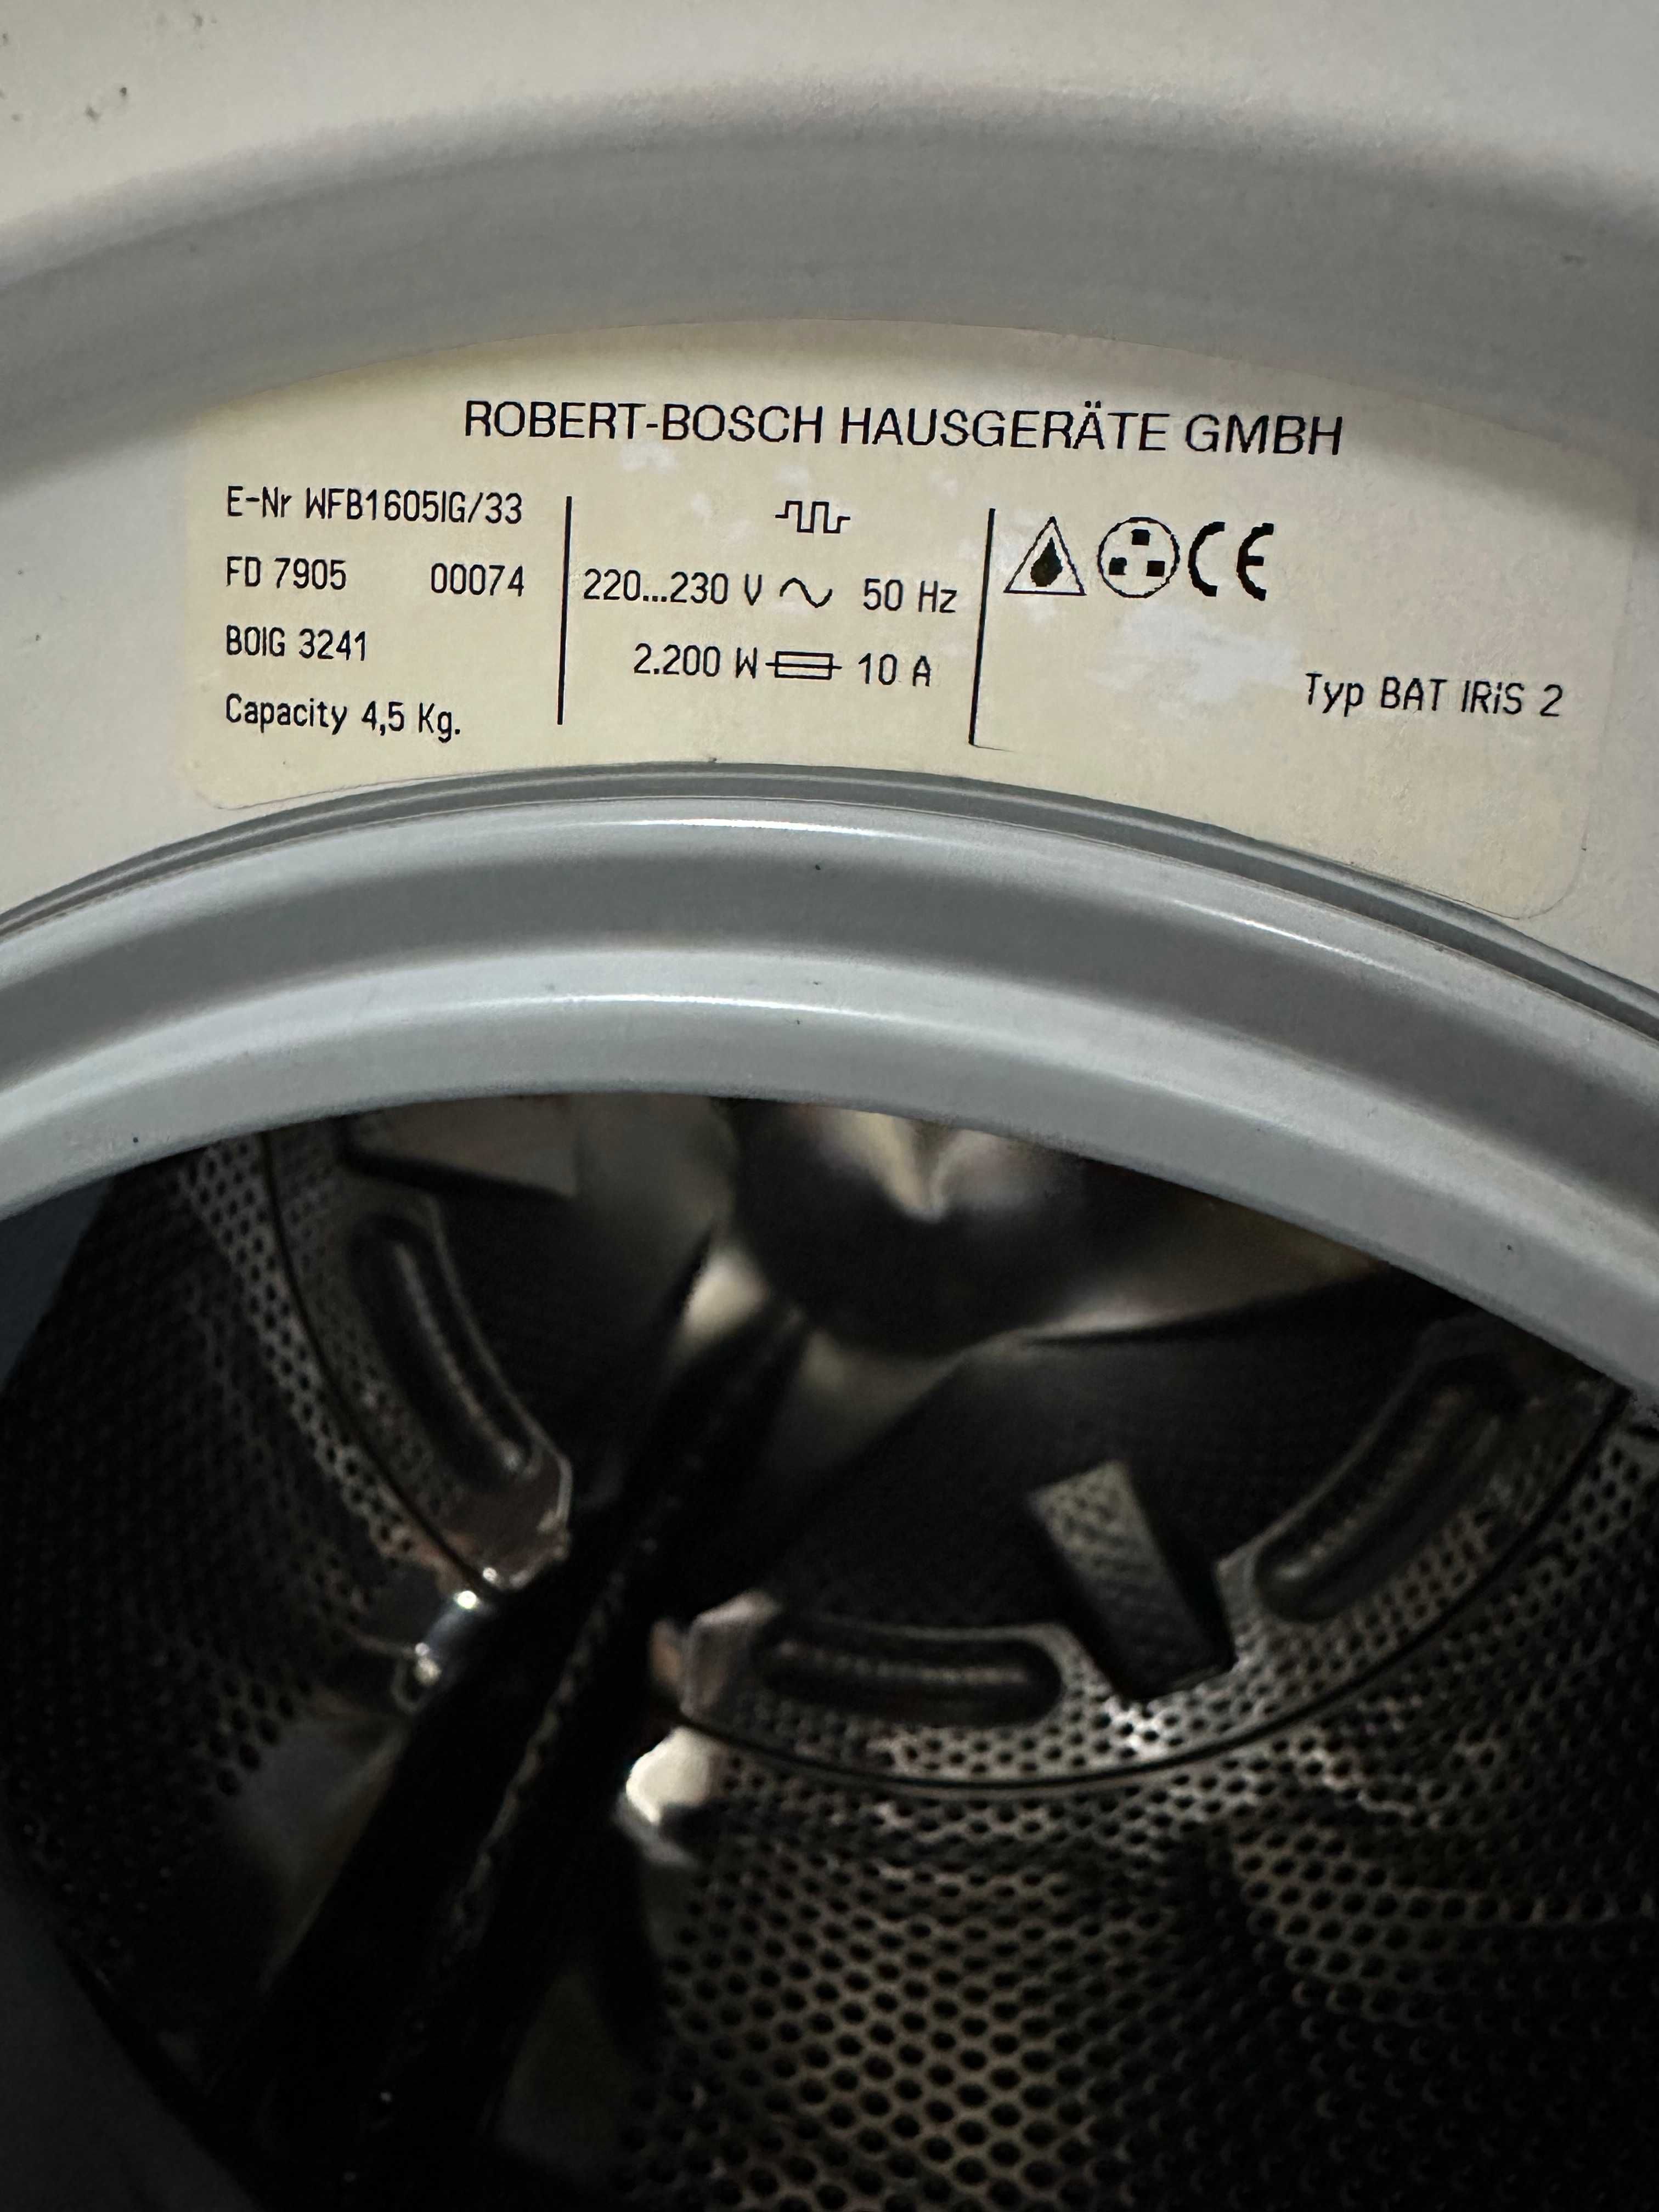 ROBERT-BOSCH HAUSGERÄTE GMBH
E-Nr WFB1605IG/33
FD 7905 00074
BOIG 3241
Capacity 4,5 Kg.
220...230 V ~ 50 Hz
2.200 W 10 A
CE
Typ BAT IRiS 2